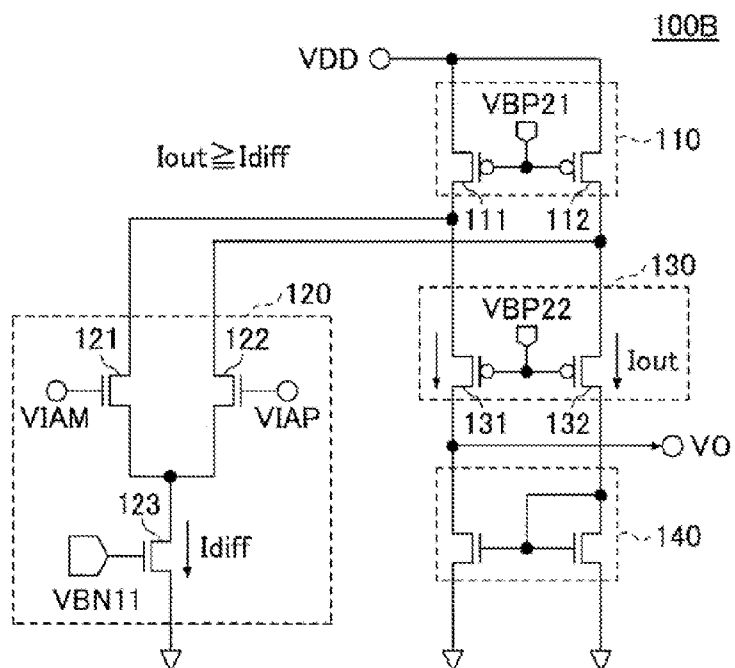 100B
VDD
VBP21
110
Iout≧Idiff
111
112
130
120
VBP22
121
122
Iout
VIAM
VIAP
131
132
VO
123
140
Idiff
VBN11